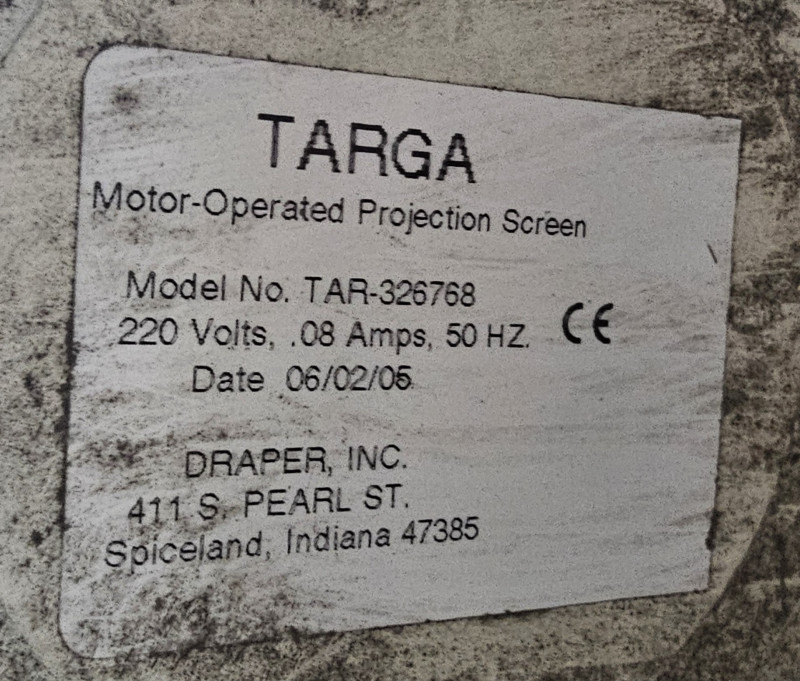 TARGA
Motor-Operated Projection Screen
Model No. TAR-326768
220 Volts, .08 Amps, 50 HZ.
CE
Date 06/02/05
DRAPER, INC.
411 S. PEARL ST.
Spiceland, Indiana 47385